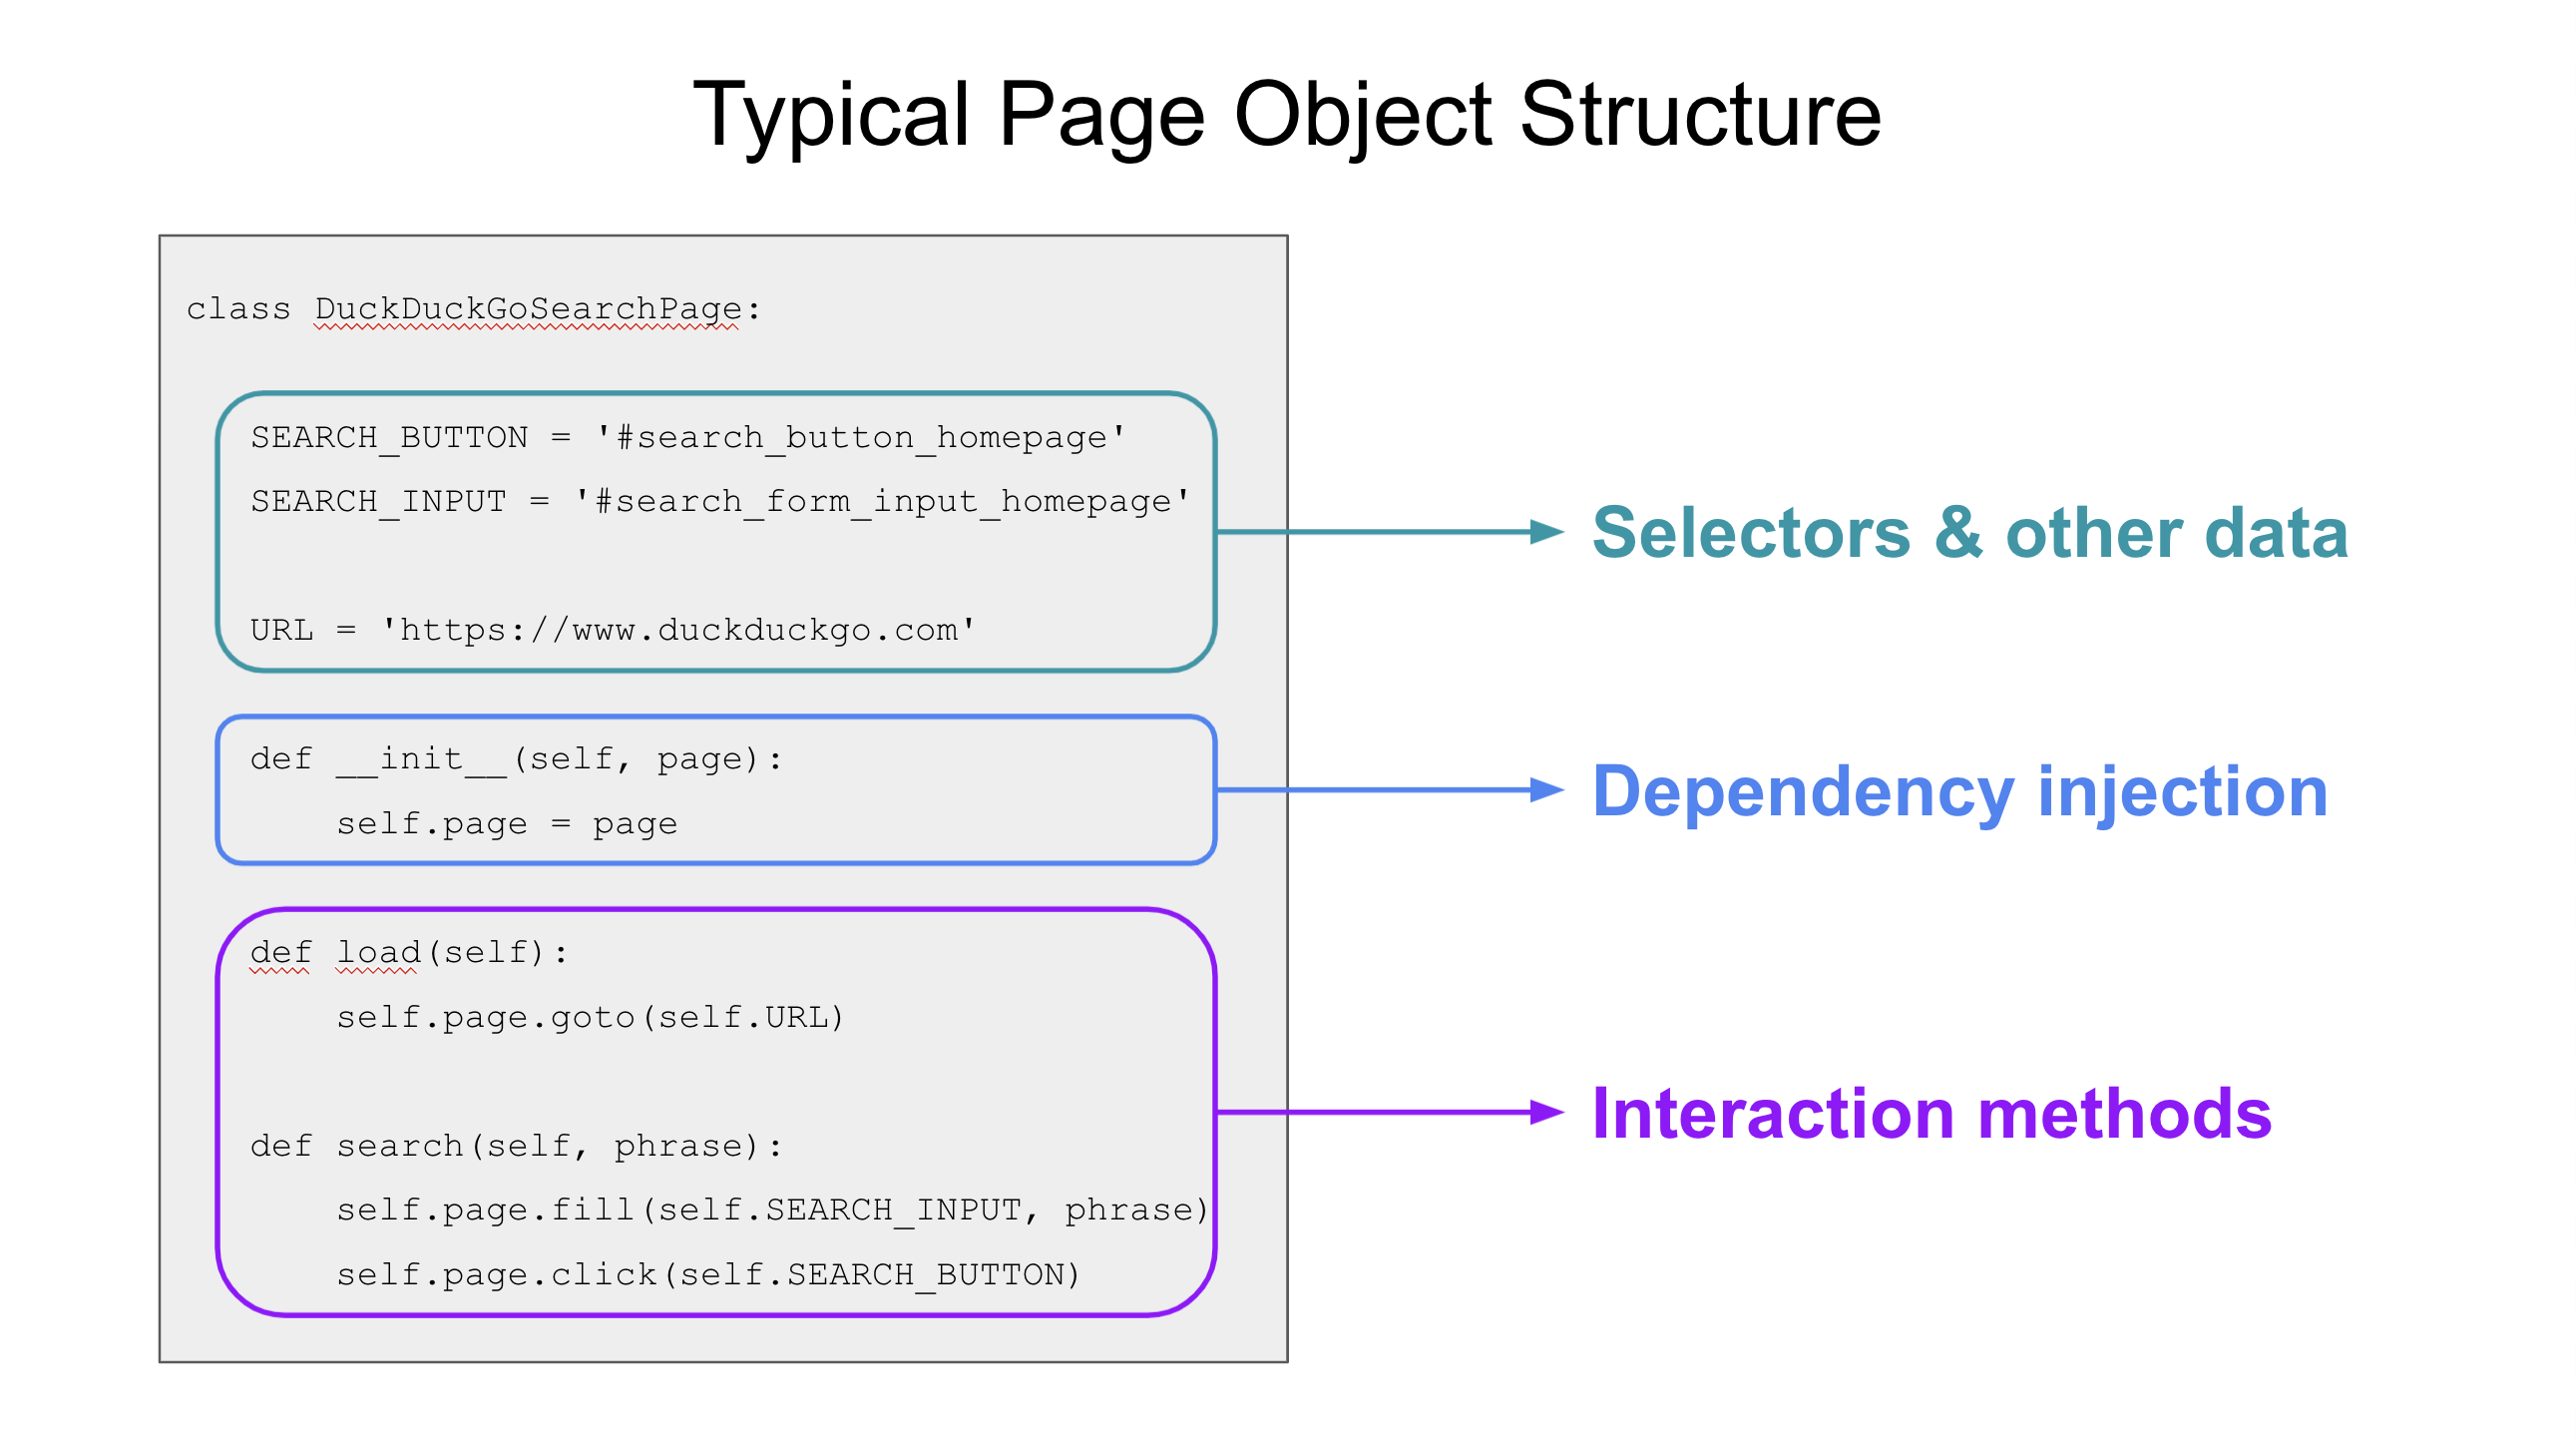 Typical Page Object Structure
class DuckDuckGoSearchPage:
SEARCH_BUTTON = '#search_button_homepage'
SEARCH_INPUT = '#search_form_input_homepage'
URL = 'https://www.duckduckgo.com'
Selectors & other data
def __init__(self, page):
self.page = page
Dependency injection
def load(self):
self.page.goto(self.URL)
def search(self, phrase):
self.page.fill(self.SEARCH_INPUT, phrase)
self.page.click(self.SEARCH_BUTTON)
Interaction methods